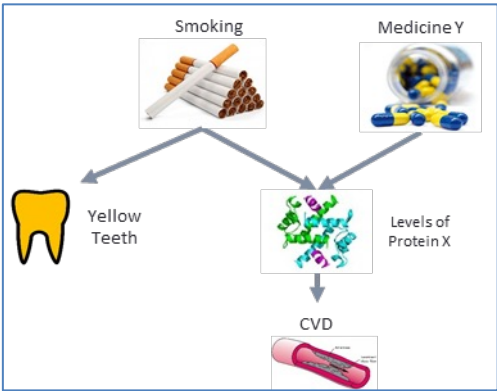 Smoking
Medicine Y
Yellow
Teeth
Levels of
Protein X
CVD